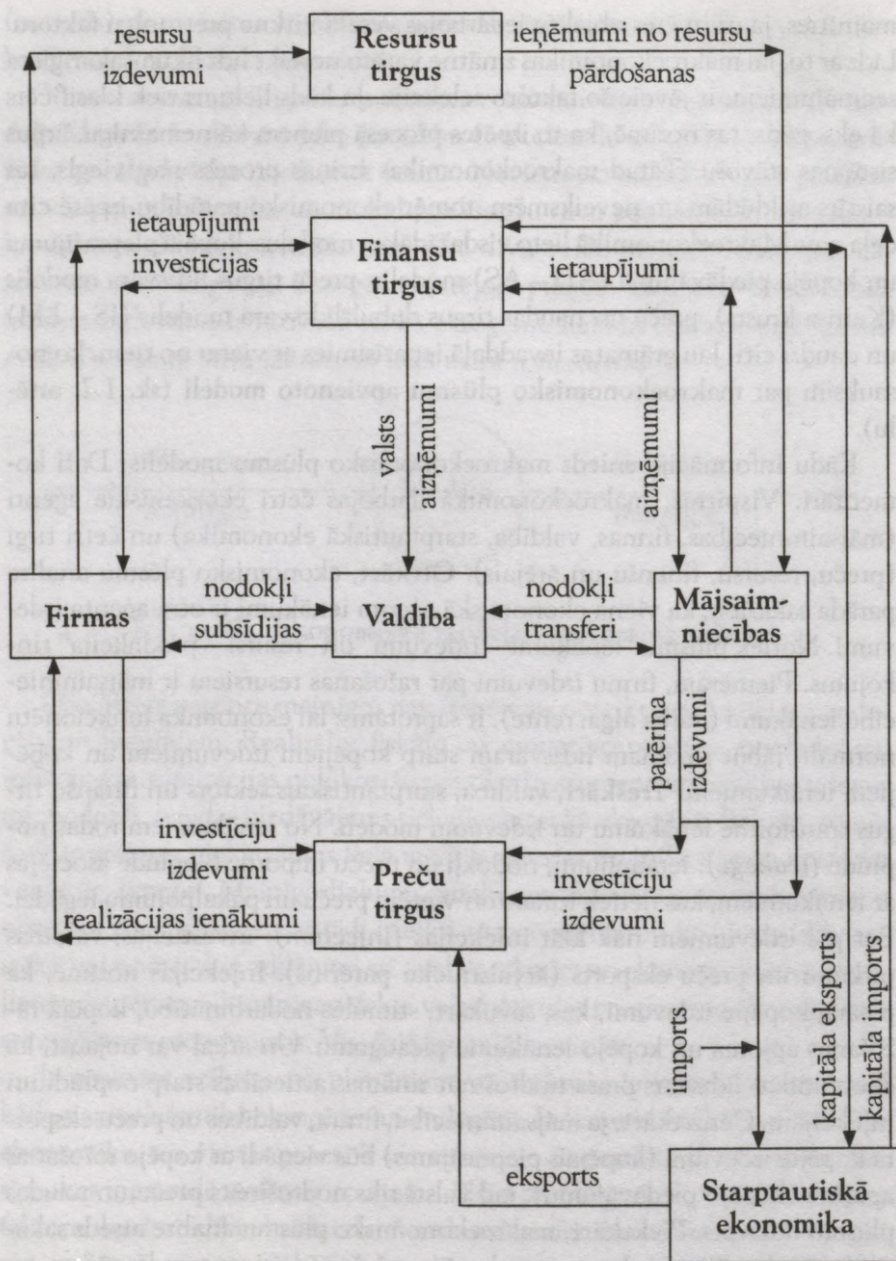 resursu
izdevumi
Resursu
tirgus
ieņēmumi no resursu
pārdošanas
ietaupījumi
investīcijas
Finansu
tirgus
ietaupījumi
valsts
aizņēmumi
aizņēmumi
Firmas
nodokļi
subsīdijas
Valdība
nodokļi
transferi
Mājsaim-
niecības
patēriņa
izdevumi
investīciju
izdevumi
realizācijas ienākumi
Preču
tirgus
investīciju
izdevumi
imports
kapitāla eksports
kapitāla imports
eksports
Starptautiskā
ekonomika